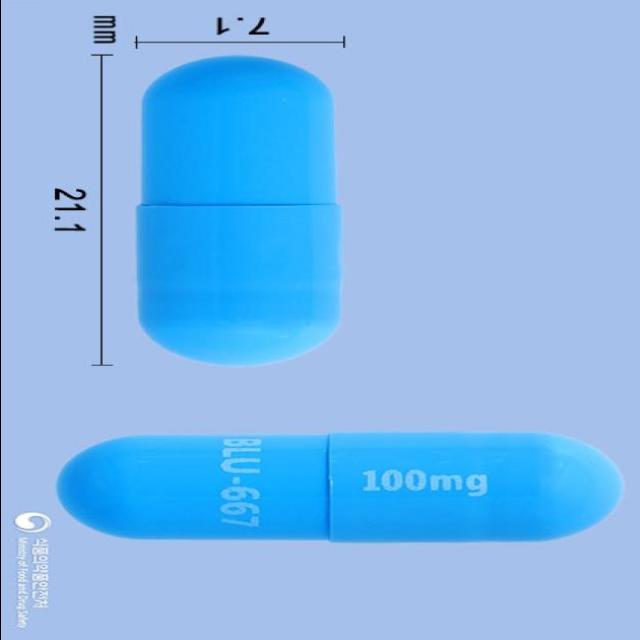 mm
7.1
21.1
BLU-667
100mg
식품의약품안전처
Ministry of Food and Drug Safety